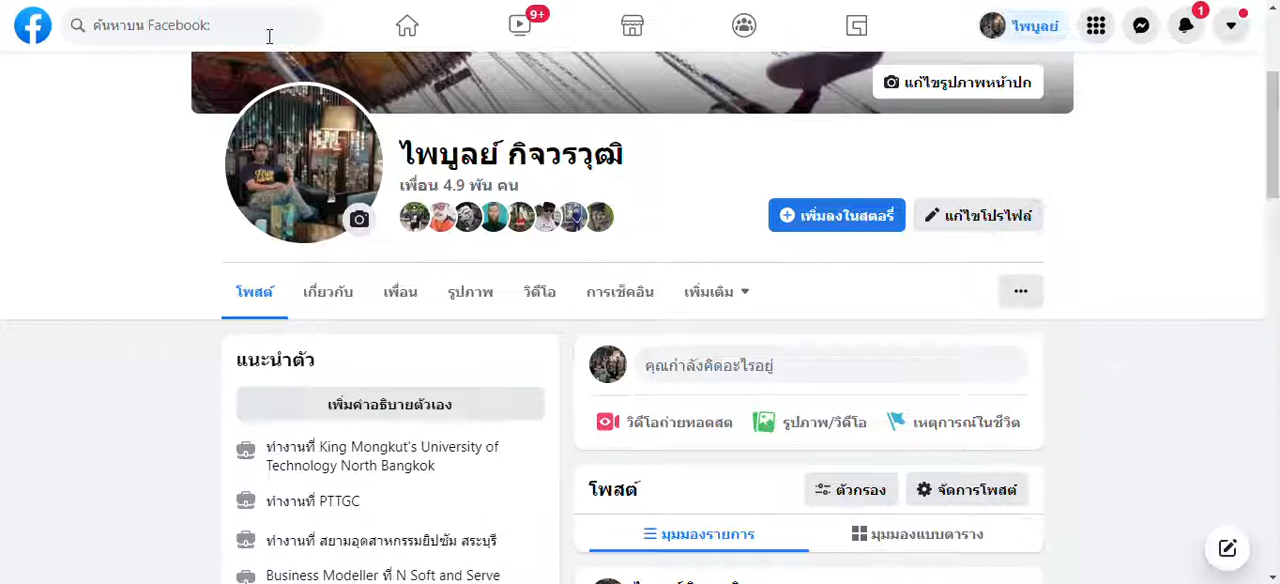 ค้นหาบน Facebook:
9+
ไพบูลย์
1
แก้ไขรูปภาพหน้าปก
ไพบูลย์ กิจวรวุฒิ
เพื่อน 4.9 พัน คน
เพิ่มลงในสตอรี่
แก้ไขโปรไฟล์
โพสต์ เกี่ยวกับ เพื่อน รูปภาพ วิดีโอ การเช็คอิน เพิ่มเติม
แนะนำตัว
เพิ่มคำอธิบายตัวเอง
ทำงานที่ King Mongkut's University of
Technology North Bangkok
ทำงานที่ PTTGC
ทำงานที่ สยามอุตสาหกรรมยิปซัม สระบุรี
Business Modeller ที่ N Soft and Serve
คุณกำลังคิดอะไรอยู่
วิดีโอถ่ายทอดสด รูปภาพ/วิดีโอ เหตุการณ์ในชีวิต
โพสต์ ตัวกรอง จัดการโพสต์
มุมมองรายการ มุมมองแบบตาราง